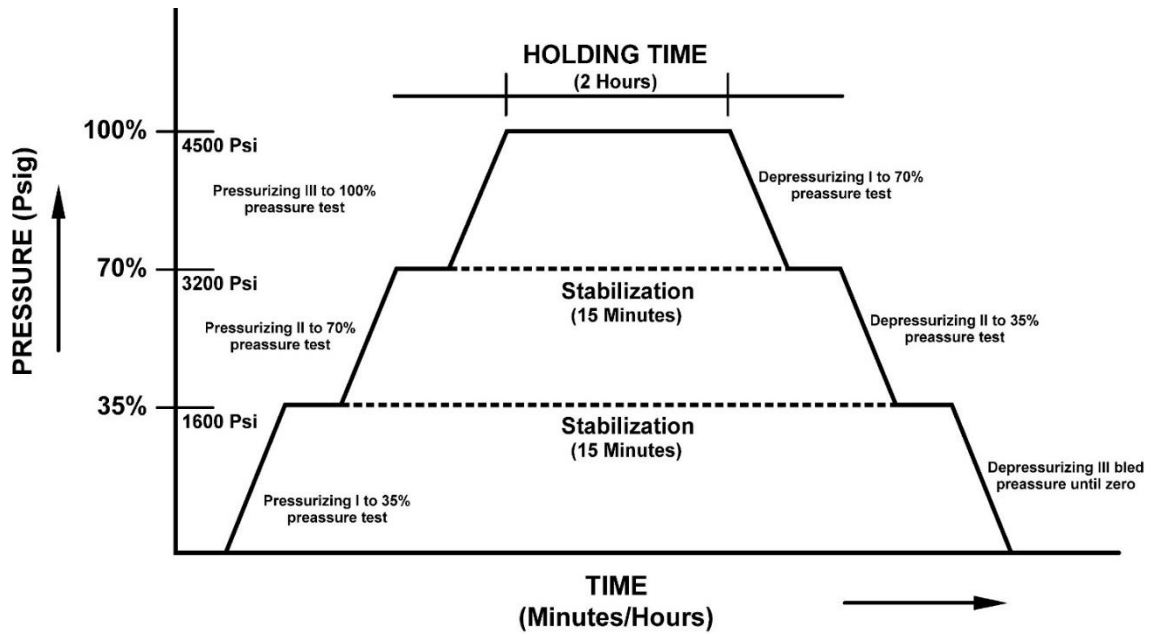 HOLDING TIME
(2 Hours)
100%
4500 Psi
Pressurizing III to 100%
preassure test
Depressurizing I to 70%
preassure test
PRESSURE (Psig)
70%
3200 Psi
Stabilization
(15 Minutes)
Pressurizing II to 70%
preassure test
Depressurizing II to 35%
preassure test
35%
1600 Psi
Stabilization
(15 Minutes)
Pressurizing I to 35%
preassure test
Depressurizing III bled
preassure until zero
TIME
(Minutes/Hours)